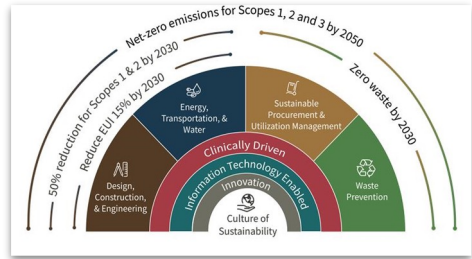 Net-zero emissions for Scopes 1, 2 and 3 by 2050
50% reduction for Scopes 1 & 2 by 2030
Reduce EUI 15% by 2030
Zero waste by 2030
Energy,
Transportation, &
Water
Sustainable
Procurement &
Utilization Management
Design,
Construction,
& Engineering
Waste
Prevention
Clinically Driven
Information Technology Enabled
Innovation
Culture of
Sustainability